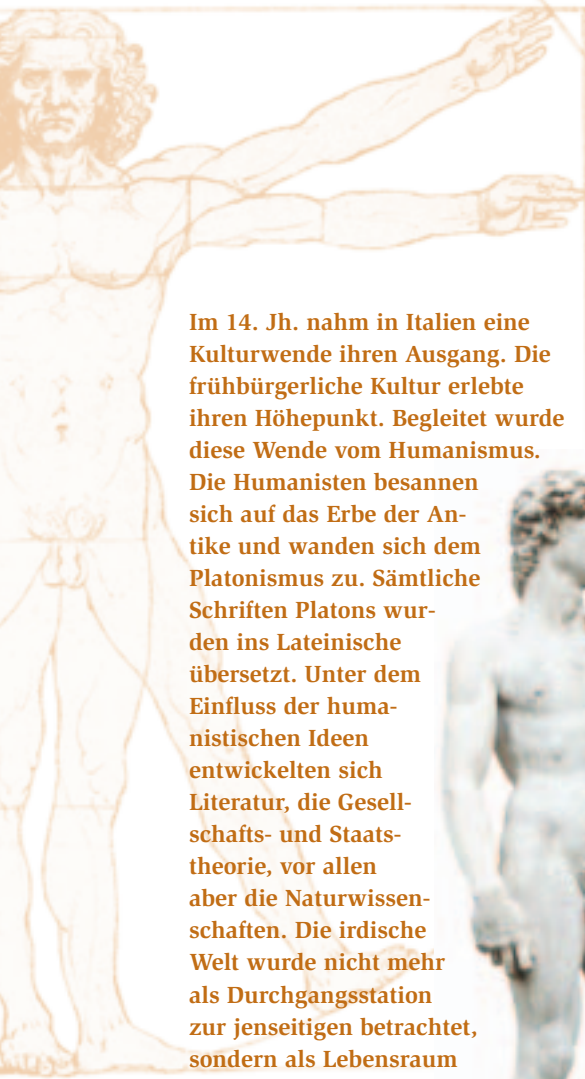 Im 14. Jh. nahm in Italien eine
Kulturwende ihren Ausgang. Die
frühbürgerliche Kultur erlebte
ihren Höhepunkt. Begleitet wurde
diese Wende vom Humanismus.
Die Humanisten besannen
sich auf das Erbe der An-
tike und wanden sich dem
Platonismus zu. Sämtliche
Schriften Platons wur-
den ins Lateinische
übersetzt. Unter dem
Einfluss der huma-
nistischen Ideen
entwickelten sich
Literatur, die Gesell-
schafts- und Staats-
theorie, vor allen
aber die Naturwissen-
schaften. Die irdische
Welt wurde nicht mehr
als Durchgangsstation
zur jenseitigen betrachtet,
sondern als Lebensraum